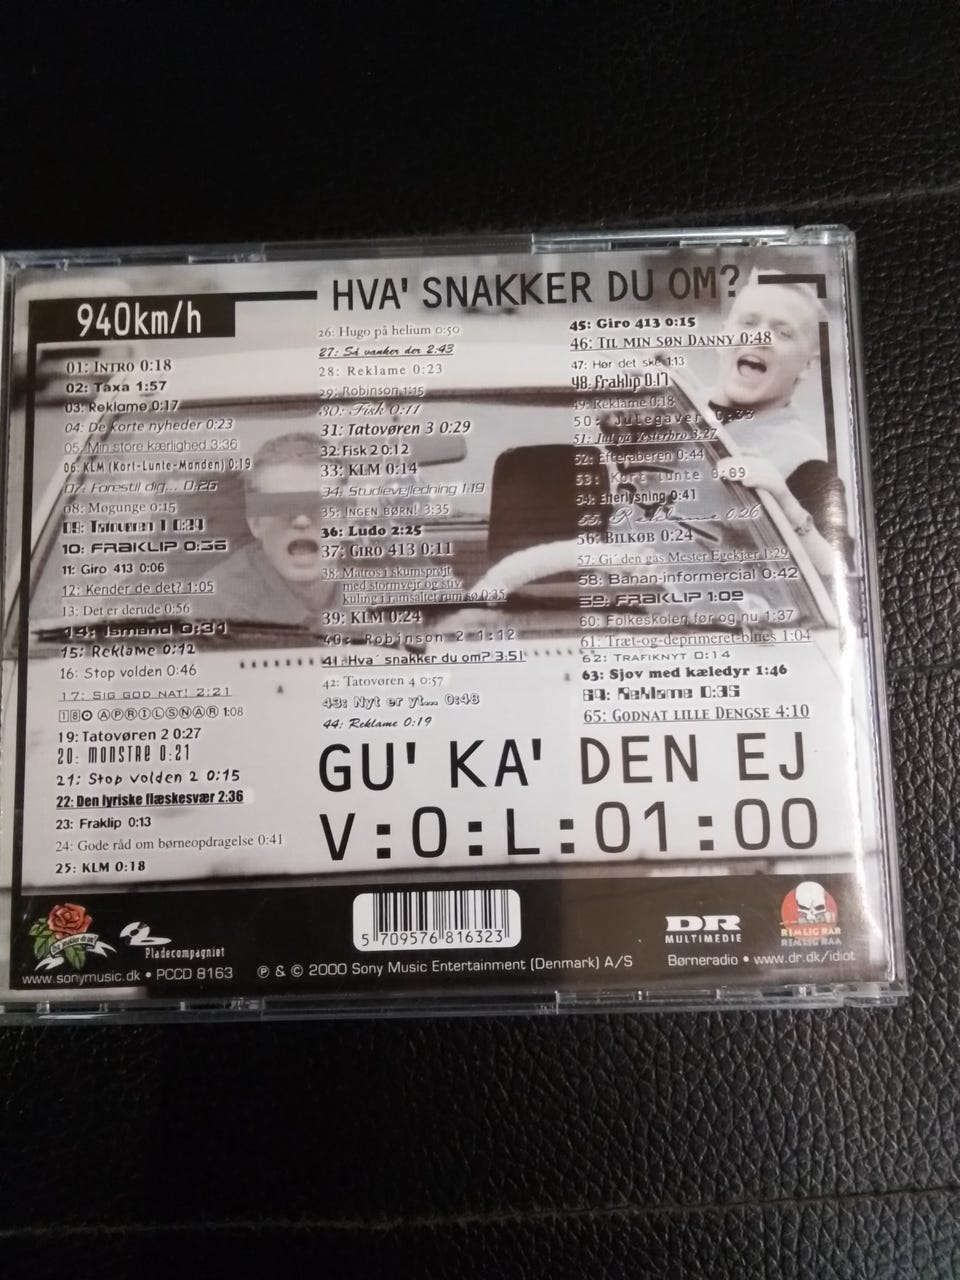 940km/h
HVA' SNAKKER DU OM?
01: INTRO 0:18
02: Taxa 1:57
03: Reklame 0:17
04: De korte nyheder 0:23
05: Min store kærlighed 3:36
06: KLM (Kort-Lunte-Manden) 0:19
07: Forestil dig... 0:26
08: Møgunge 0:15
09: Tatovøren 1 0:34
10: FRAKLIP 0:36
11: Giro 413 0:06
12: Kender de det? 1:05
13: Det er derude 0:56
14: Ismand 0:31
15: Reklame 0:12
16: Stop volden 0:46
17: SIG GOD NAT! 2:21
18: APRILSNAR 1:08
19: Tatovøren 2 0:27
20: MONSTRE 0:21
21: Stop volden 2 0:15
22: Den lyriske flæskesvær 2:36
23: Fraklip 0:13
24: Gode råd om børneopdragelse 0:41
25: KLM 0:18
26: Hugo på helium 0:50
27: Så vanker der 2:43
28: Reklame 0:23
29: Robinson 1:15
30: Fisk 0:11
31: Tatovøren 3 0:29
32: Fisk 2 0:12
33: KLM 0:14
34: Studievejledning 1:19
35: INGEN BØRN! 3:35
36: Ludo 2:25
37: GIRO 413 0:11
38: Matros i skumsprøjt
med stormvejr og stiv
kuling i ramsaltet rum sø 0:35
39: KLM 0:24
40: Robinson 2 1:12
41: Hva' snakker du om? 3:51
42: Tatovøren 4 0:57
43: Nyt er yt... 0:48
44: Reklame 0:19
45: Giro 413 0:15
46: TIL MIN SØN DANNY 0:48
47: Hør det ske 1:13
48: Fraklip 0:17
49: Reklame 0:18
50: Julegaver 0:33
51: Jul på Vesterbro 3:27
52: Efteraberen 0:44
53: Kort lunte 0:09
54: Efterlysning 0:41
55: Reklame 0:26
56: BILKØB 0:24
57: Gi' den gas Mester Egekjær 1:29
58: Banan-informercial 0:42
59: FRAKLIP 1:09
60: Folkeskolen før og nu 1:37
61: Træt-og-deprimeret-blues 1:04
62: TRAFIKNYT 0:14
63: Sjov med kæledyr 1:46
64: Reklame 0:35
65: GODNAT LILLE DENGSE 4:10
GU' KA' DEN EJ
V:O:L:01:00
Pladecompagniet
www.sonymusic.dk • PCCD 8163
5 709576 816323
℗ & © 2000 Sony Music Entertainment (Denmark) A/S
DR
MULTIMEDIE
RIMLIG RAR
RIMLIG RAA
Børneradio • www.dr.dk/idiot